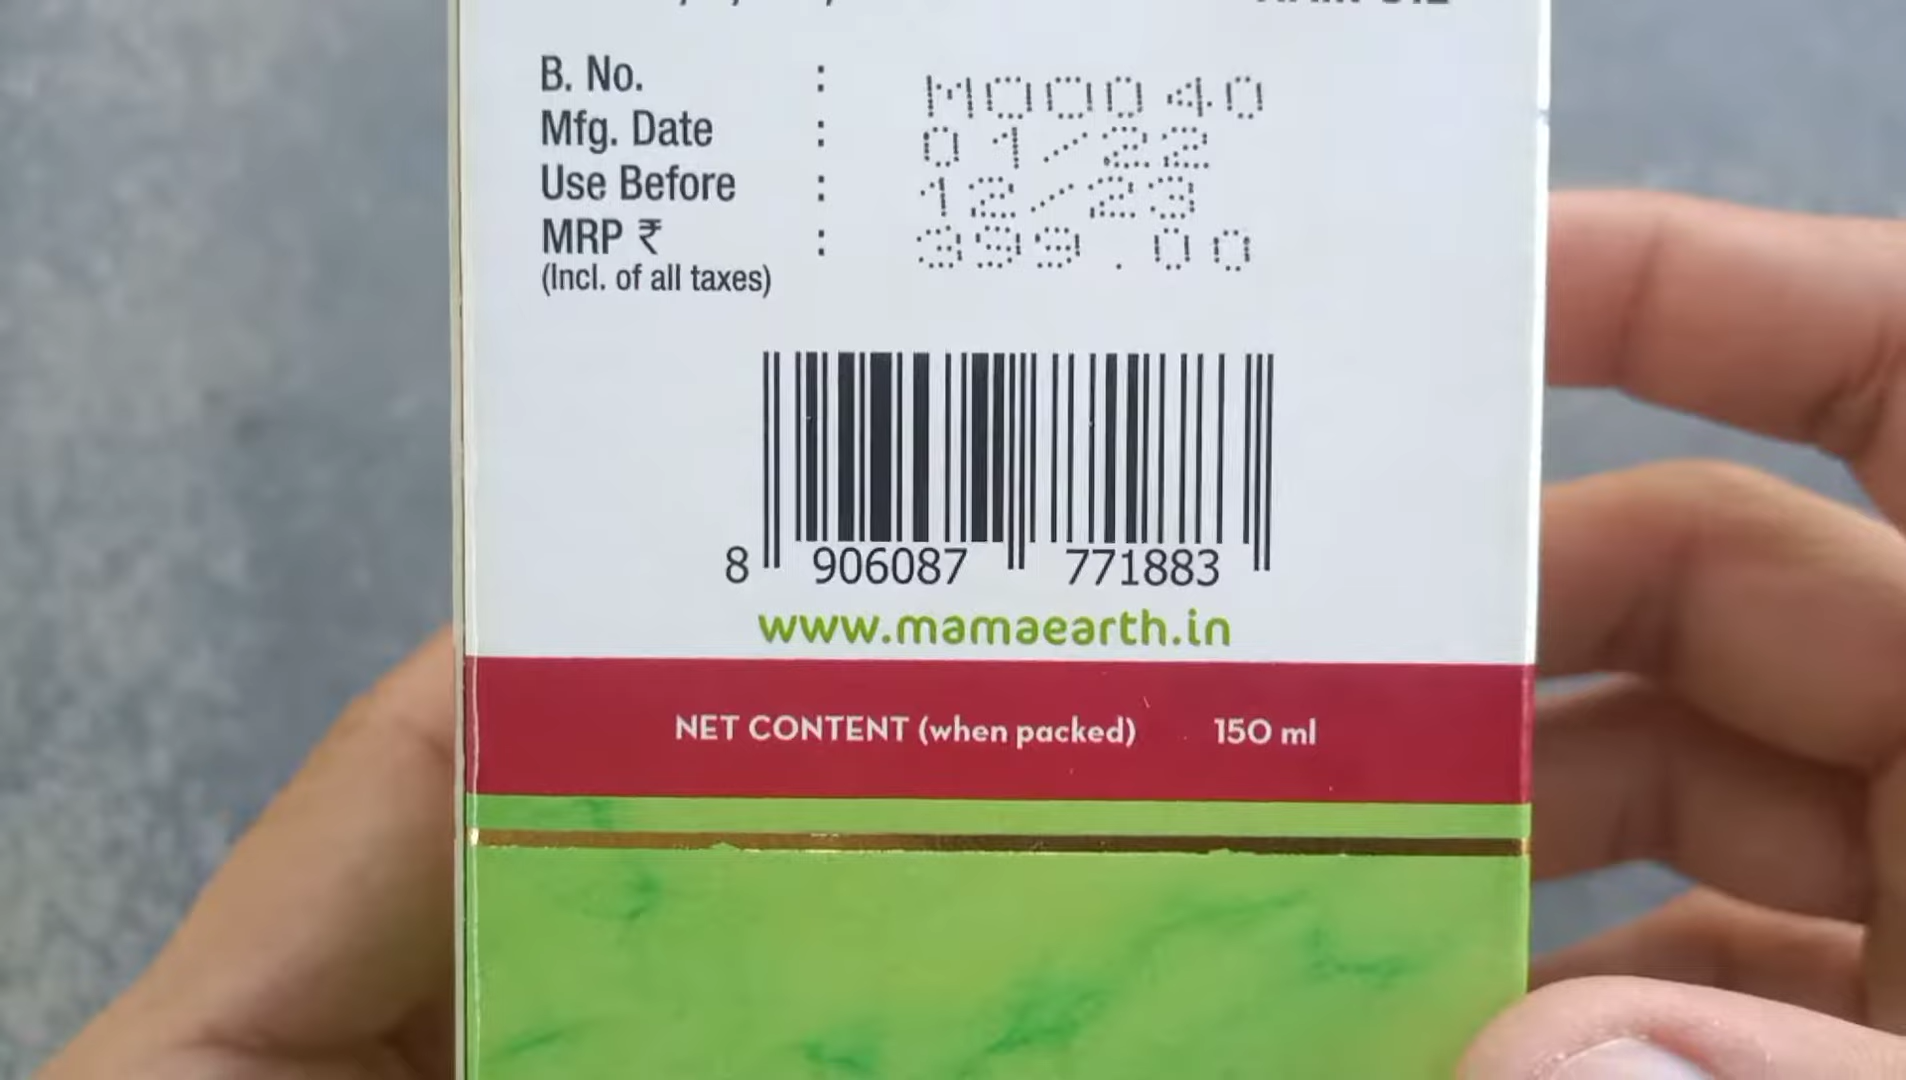 B. No. : M00040
Mfg. Date : 01/22
Use Before : 12/23
MRP ₹ : 399.00
(Incl. of all taxes)
8 906087 771883
www.mamaearth.in
NET CONTENT (when packed) 150 ml